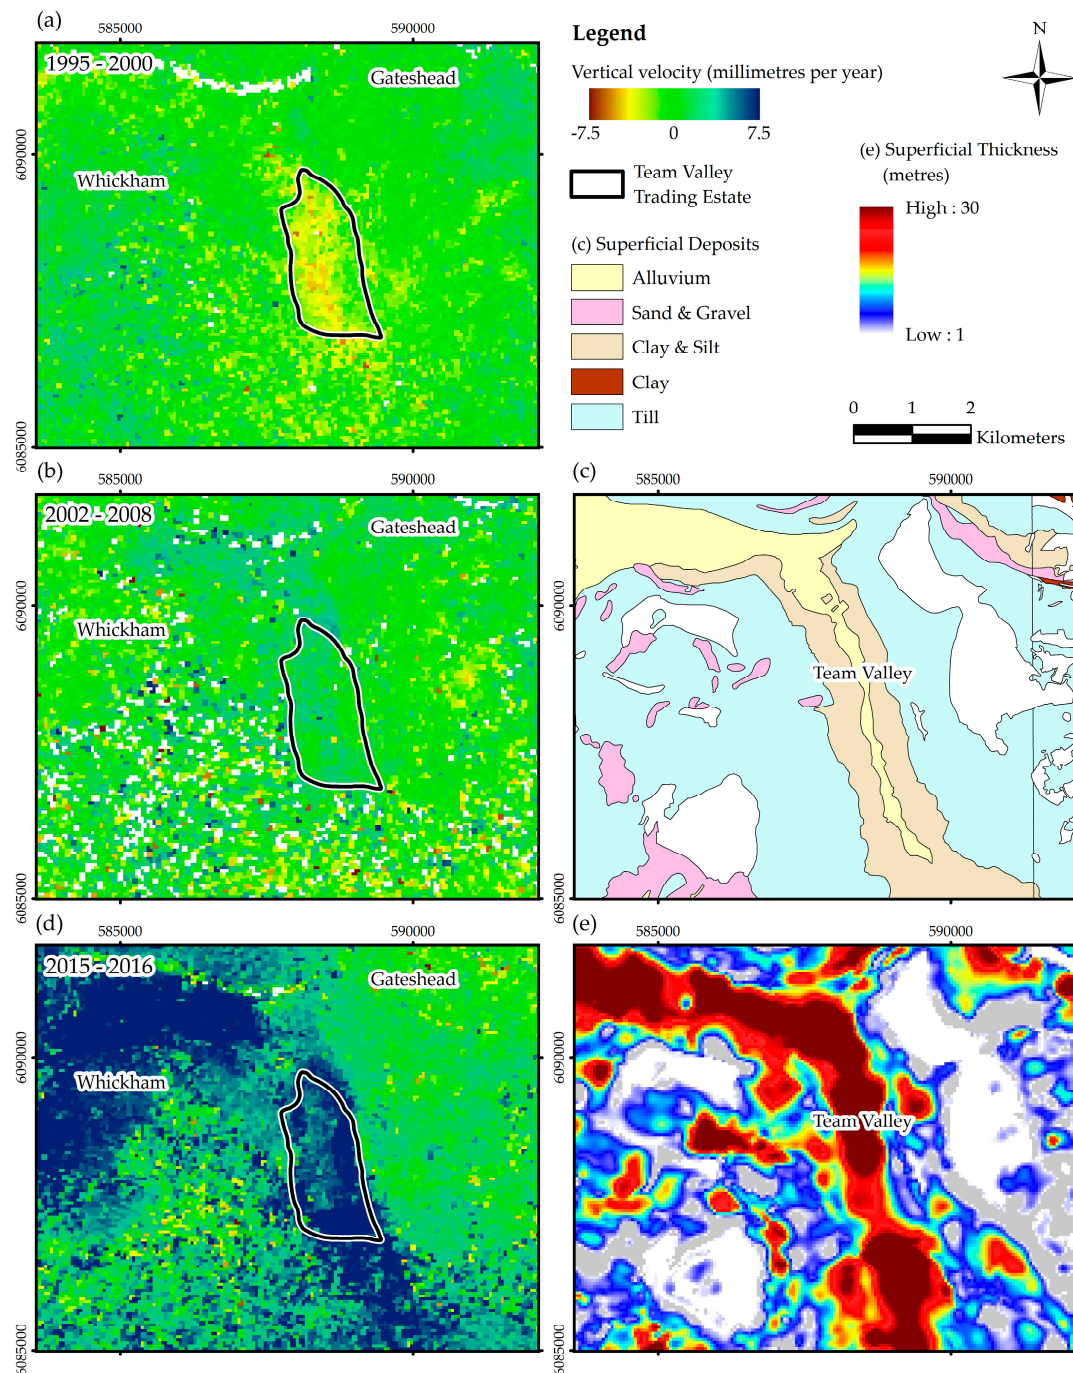 (a)
585000
590000
1995 - 2000
Gateshead
Whickham
6090000
6085000
Legend
Vertical velocity (millimetres per year)
-7.5
0
7.5
Team Valley
Trading Estate
(c) Superficial Deposits
Alluvium
Sand & Gravel
Clay & Silt
Clay
Till
N
(e) Superficial Thickness
(metres)
High : 30
Low : 1
0
1
2
Kilometers
(b)
585000
590000
2002 - 2008
Gateshead
Whickham
6090000
6085000
(c)
585000
590000
6090000
6085000
Team Valley
(d)
585000
590000
2015 - 2016
Gateshead
Whickham
6090000
6085000
(e)
585000
590000
6090000
6085000
Team Valley